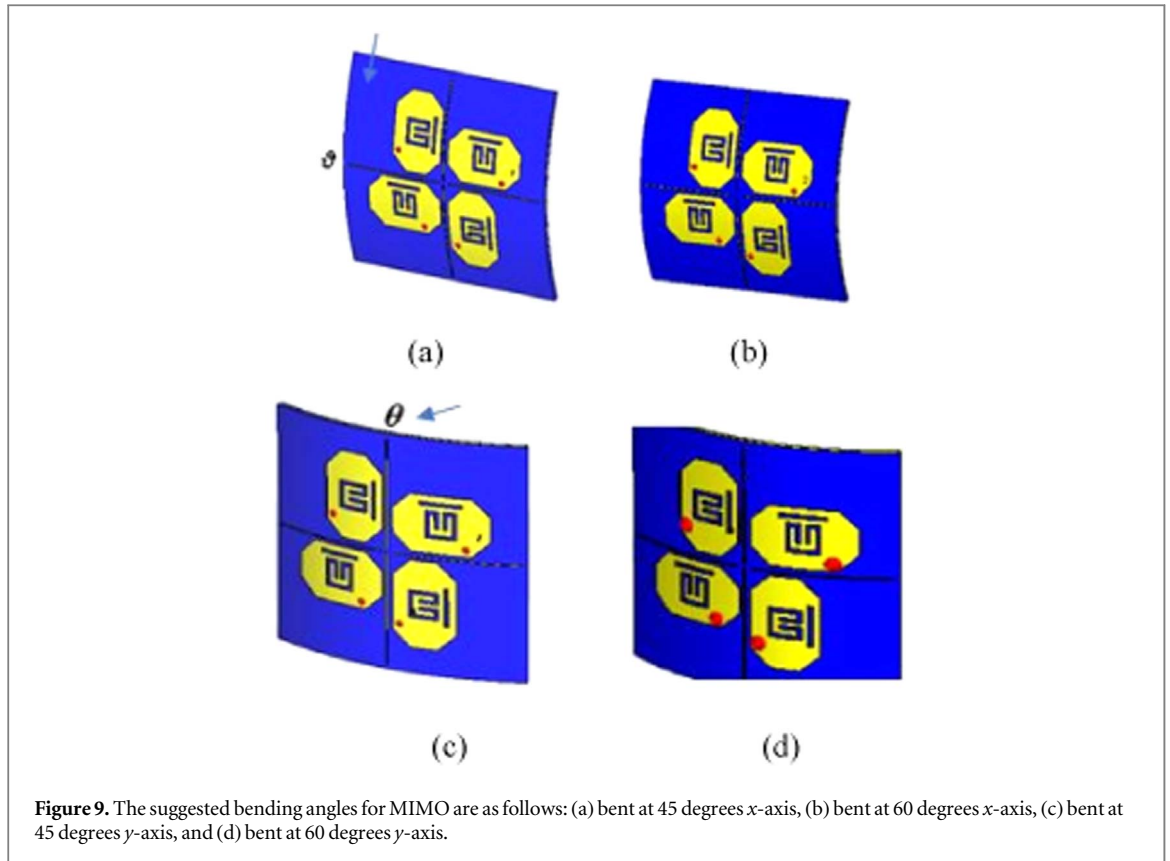 ϑ
(a)
(b)
θ
(c)
(d)
Figure 9. The suggested bending angles for MIMO are as follows: (a) bent at 45 degrees x-axis, (b) bent at 60 degrees x-axis, (c) bent at
45 degrees y-axis, and (d) bent at 60 degrees y-axis.